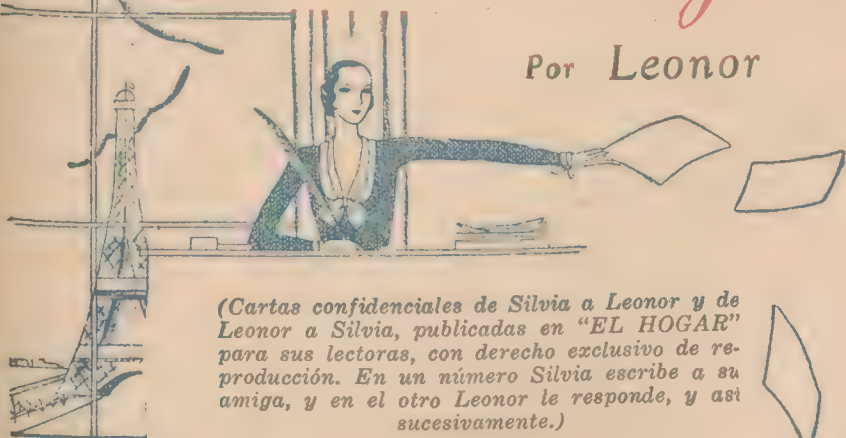 Por Leonor
(Cartas confidenciales de Silvia a Leonor y de
Leonor a Silvia, publicadas en "EL HOGAR"
para sus lectoras, con derecho exclusivo de re-
producción. En un número Silvia escribe a su
amiga, y en el otro Leonor le responde, y así
sucesivamente.)